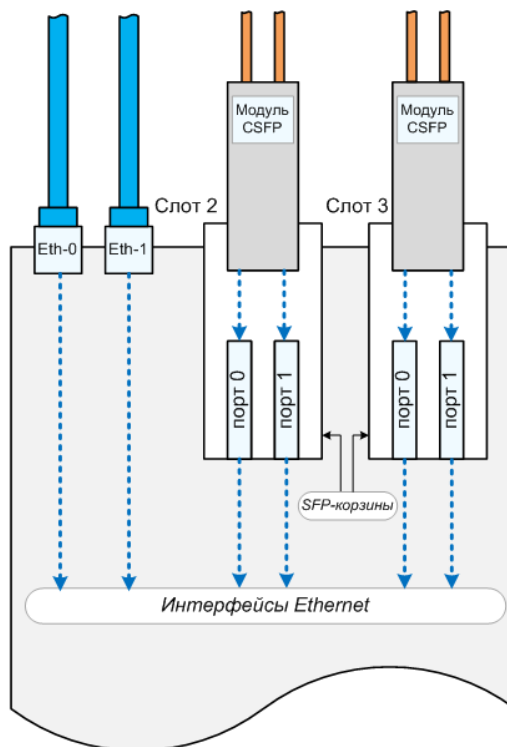 Модуль
CSFP
Модуль
CSFP
Слот 2
Слот 3
Eth-0
Eth-1
порт 0
порт 1
порт 0
порт 1
SFP-корзины
Интерфейсы Ethernet